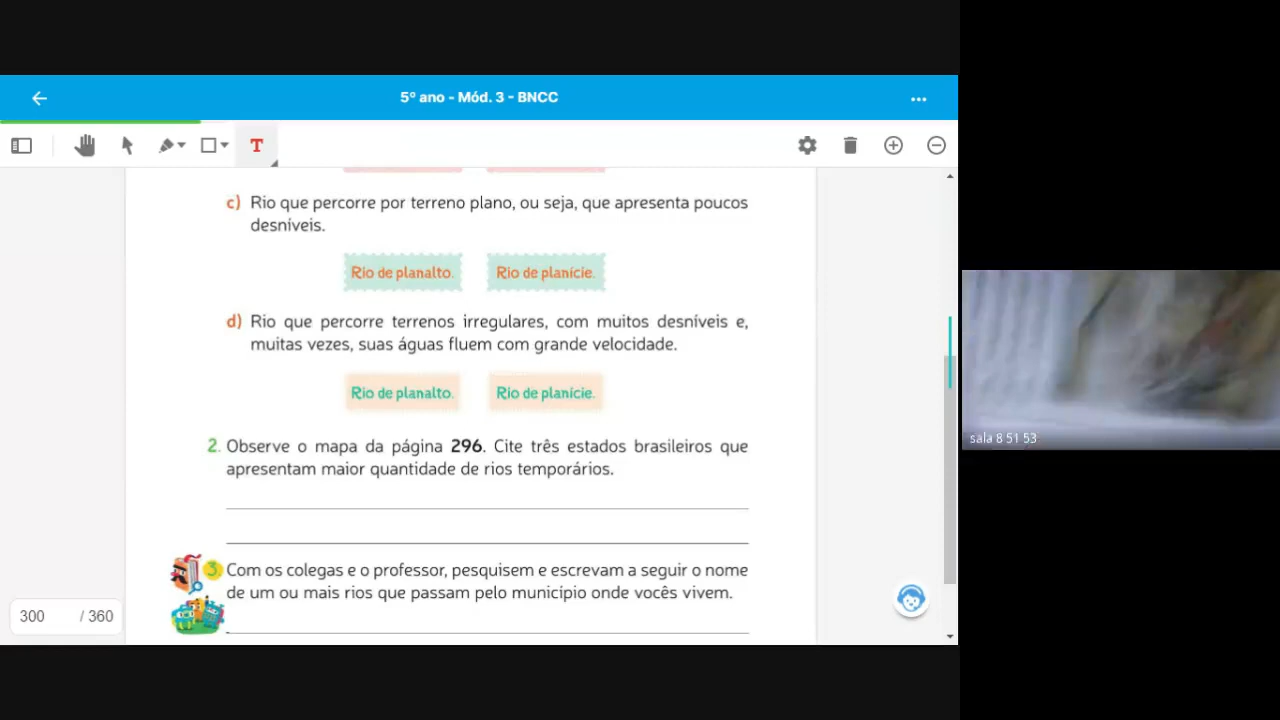 5º ano - Mód. 3 - BNCC
T
c) Rio que percorre por terreno plano, ou seja, que apresenta poucos
desníveis.
Rio de planalto. Rio de planície.
d) Rio que percorre terrenos irregulares, com muitos desníveis e,
muitas vezes, suas águas fluem com grande velocidade.
Rio de planalto. Rio de planície.
2. Observe o mapa da página 296. Cite três estados brasileiros que
apresentam maior quantidade de rios temporários.
3. Com os colegas e o professor, pesquisem e escrevam a seguir o nome
de um ou mais rios que passam pelo município onde vocês vivem.
300 / 360
sala 8 51 53